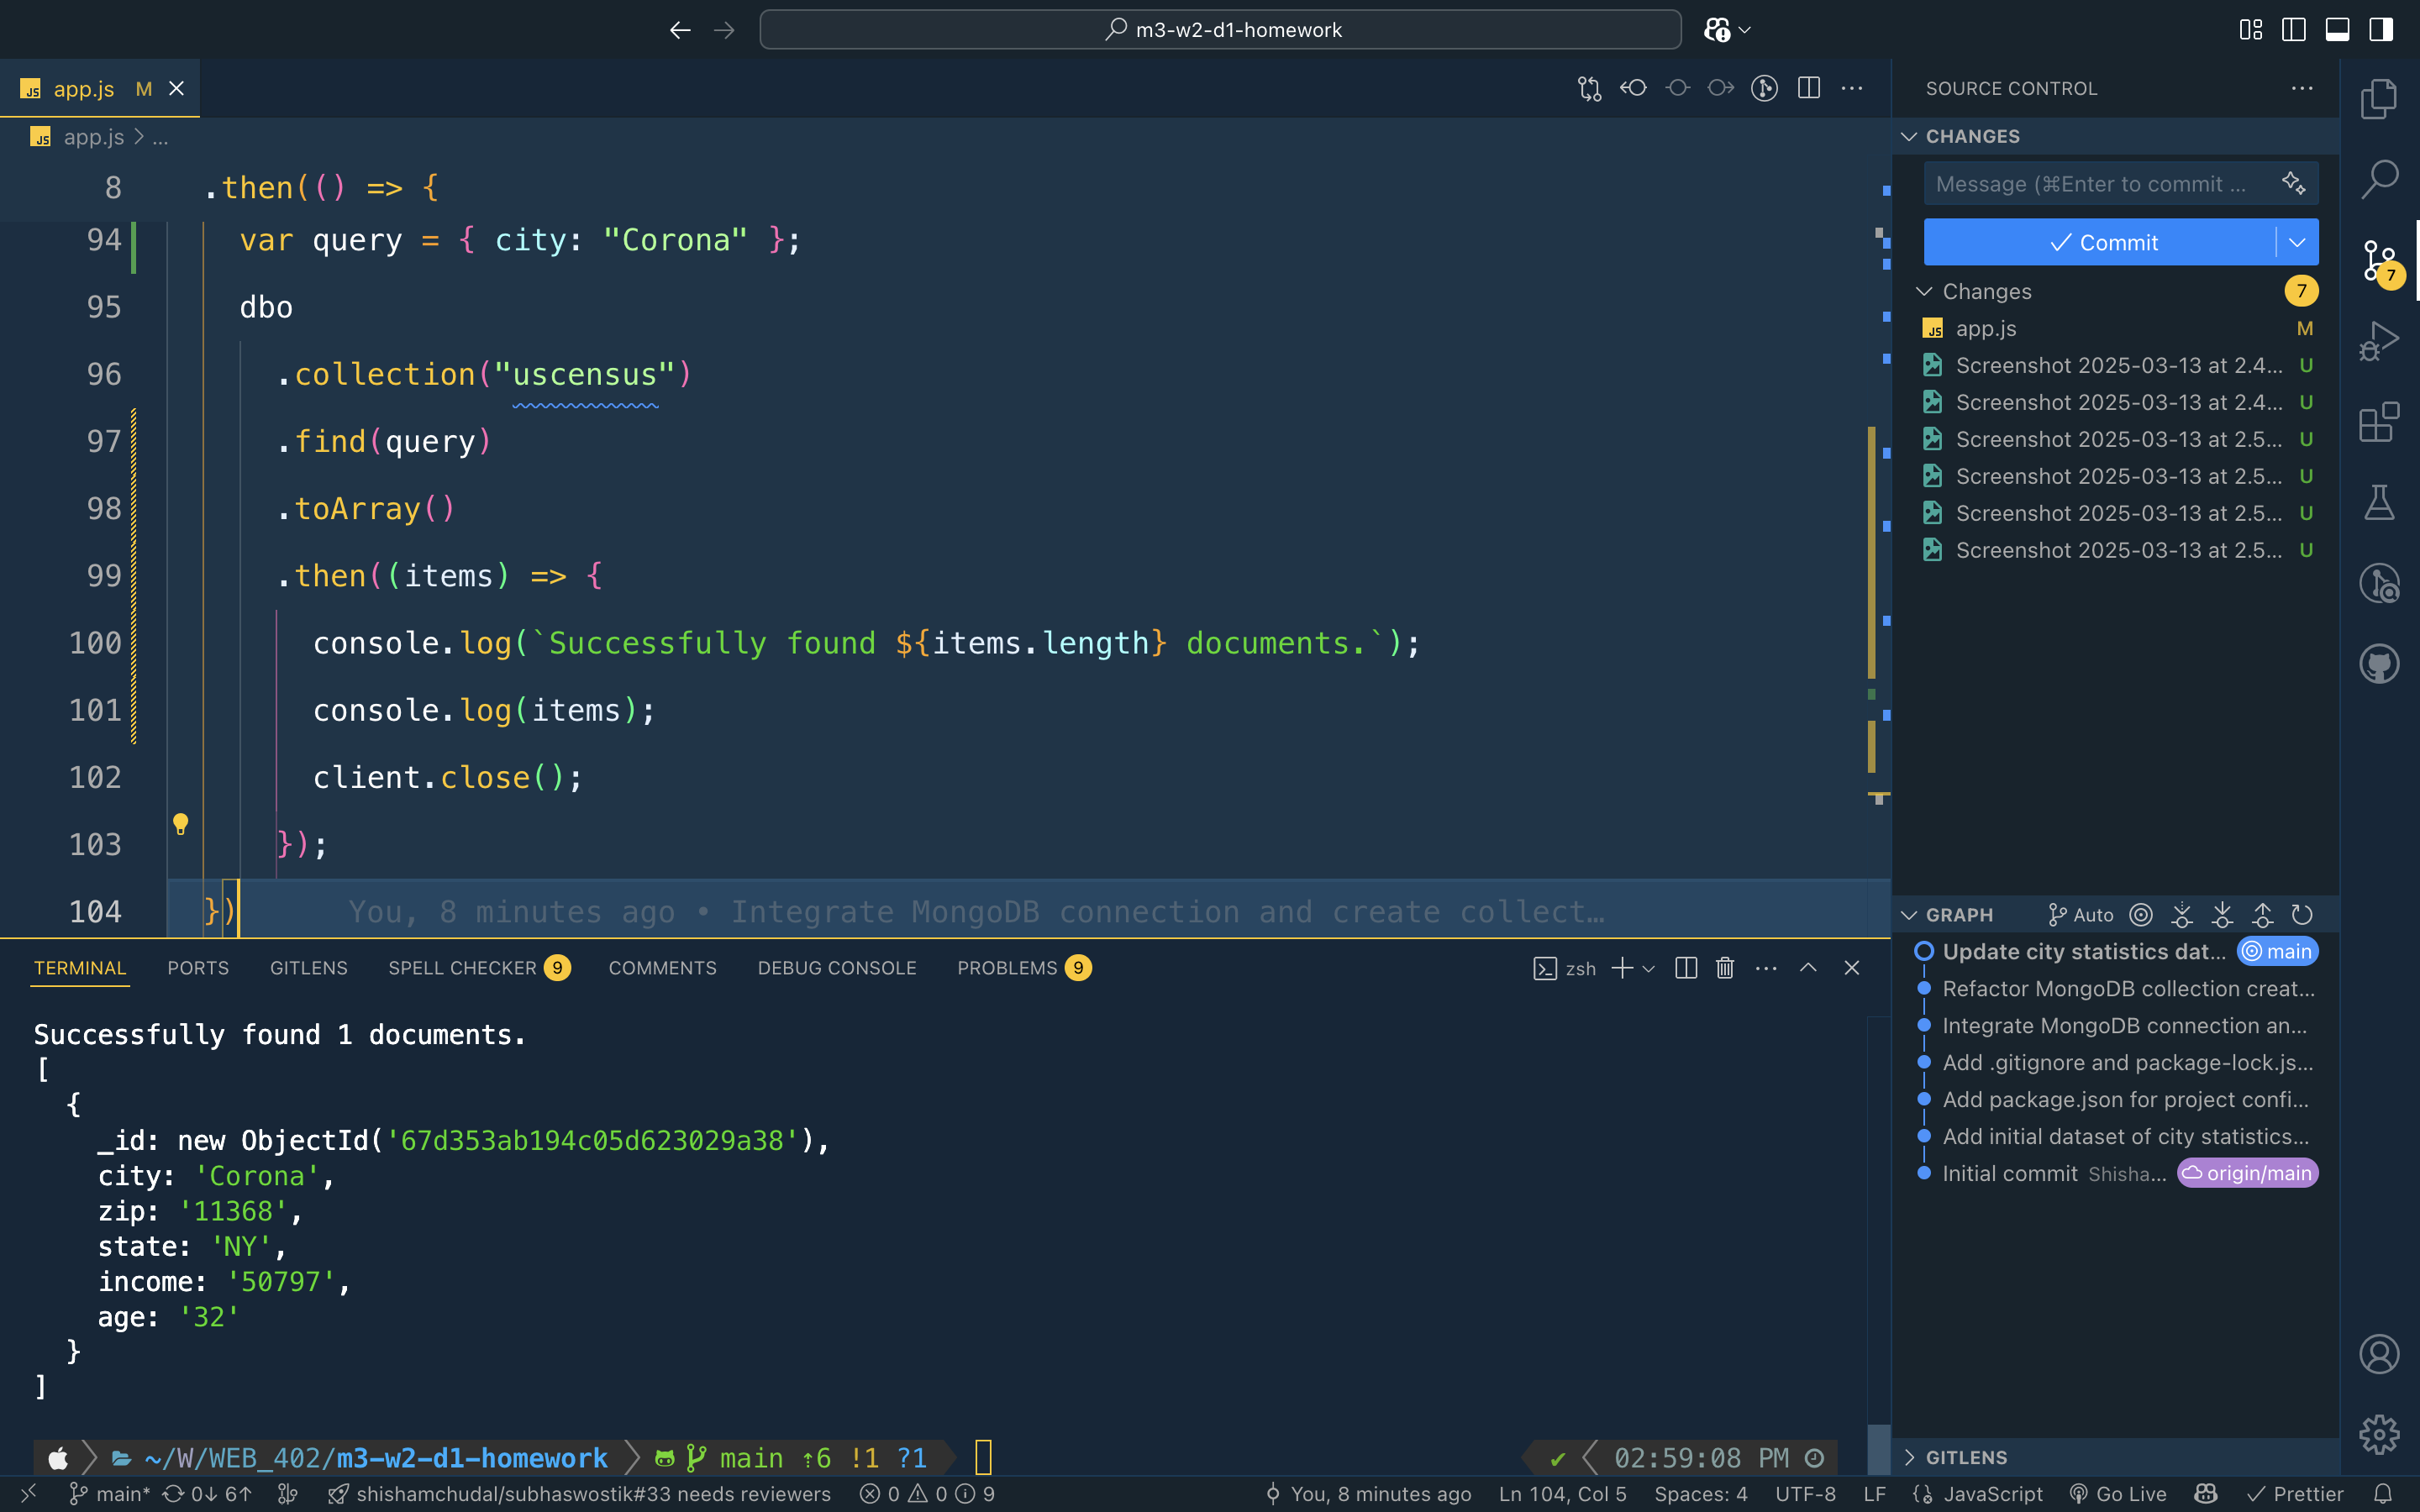 m3-w2-d1-homework
app.js M
app.js > ...
SOURCE CONTROL
CHANGES
Message (⌘Enter to commit ...
Commit
Changes 7
app.js M
Screenshot 2025-03-13 at 2.4... U
Screenshot 2025-03-13 at 2.4... U
Screenshot 2025-03-13 at 2.5... U
Screenshot 2025-03-13 at 2.5... U
Screenshot 2025-03-13 at 2.5... U
Screenshot 2025-03-13 at 2.5... U
7
8 .then(() => {
94 var query = { city: "Corona" };
95 dbo
96 .collection("uscensus")
97 .find(query)
98 .toArray()
99 .then((items) => {
100 console.log(`Successfully found ${items.length} documents.`);
101 console.log(items);
102 client.close();
103 });
104 }) You, 8 minutes ago • Integrate MongoDB connection and create collect…
GRAPH Auto
Update city statistics dat... main
Refactor MongoDB collection creat...
Integrate MongoDB connection an...
Add .gitignore and package-lock.js...
Add package.json for project confi...
Add initial dataset of city statistics...
Initial commit Shisha... origin/main
GITLENS
TERMINAL PORTS GITLENS SPELL CHECKER 9 COMMENTS DEBUG CONSOLE PROBLEMS 9 zsh
Successfully found 1 documents.
[
{
_id: new ObjectId('67d353ab194c05d623029a38'),
city: 'Corona',
zip: '11368',
state: 'NY',
income: '50797',
age: '32'
}
]
~/W/WEB_402/m3-w2-d1-homework main ⇡6 !1 ?1 ✔ 02:59:08 PM
main* 0↓ 6↑ shishamchudal/subhaswostik#33 needs reviewers 0 0 9 You, 8 minutes ago Ln 104, Col 5 Spaces: 4 UTF-8 LF JavaScript Go Live Prettier